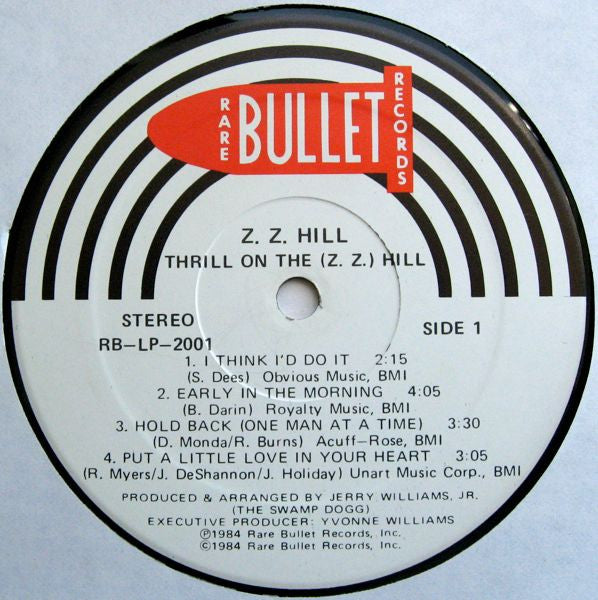 RARE
BULLET
RECORDS
Z. Z. HILL
THRILL ON THE (Z. Z.) HILL
STEREO
RB–LP–2001
SIDE 1
1. I THINK I'D DO IT 2:15
(S. Dees) Obvious Music, BMI
2. EARLY IN THE MORNING 4:05
(B. Darin) Royalty Music, BMI
3. HOLD BACK (ONE MAN AT A TIME) 3:30
(D. Monda/R. Burns) Acuff–Rose, BMI
4. PUT A LITTLE LOVE IN YOUR HEART 3:05
(R. Myers/J. DeShannon/J. Holiday) Unart Music Corp., BMI
PRODUCED & ARRANGED BY JERRY WILLIAMS, JR.
(THE SWAMP DOGG)
EXECUTIVE PRODUCER: YVONNE WILLIAMS
℗1984 Rare Bullet Records, Inc.
©1984 Rare Bullet Records, Inc.